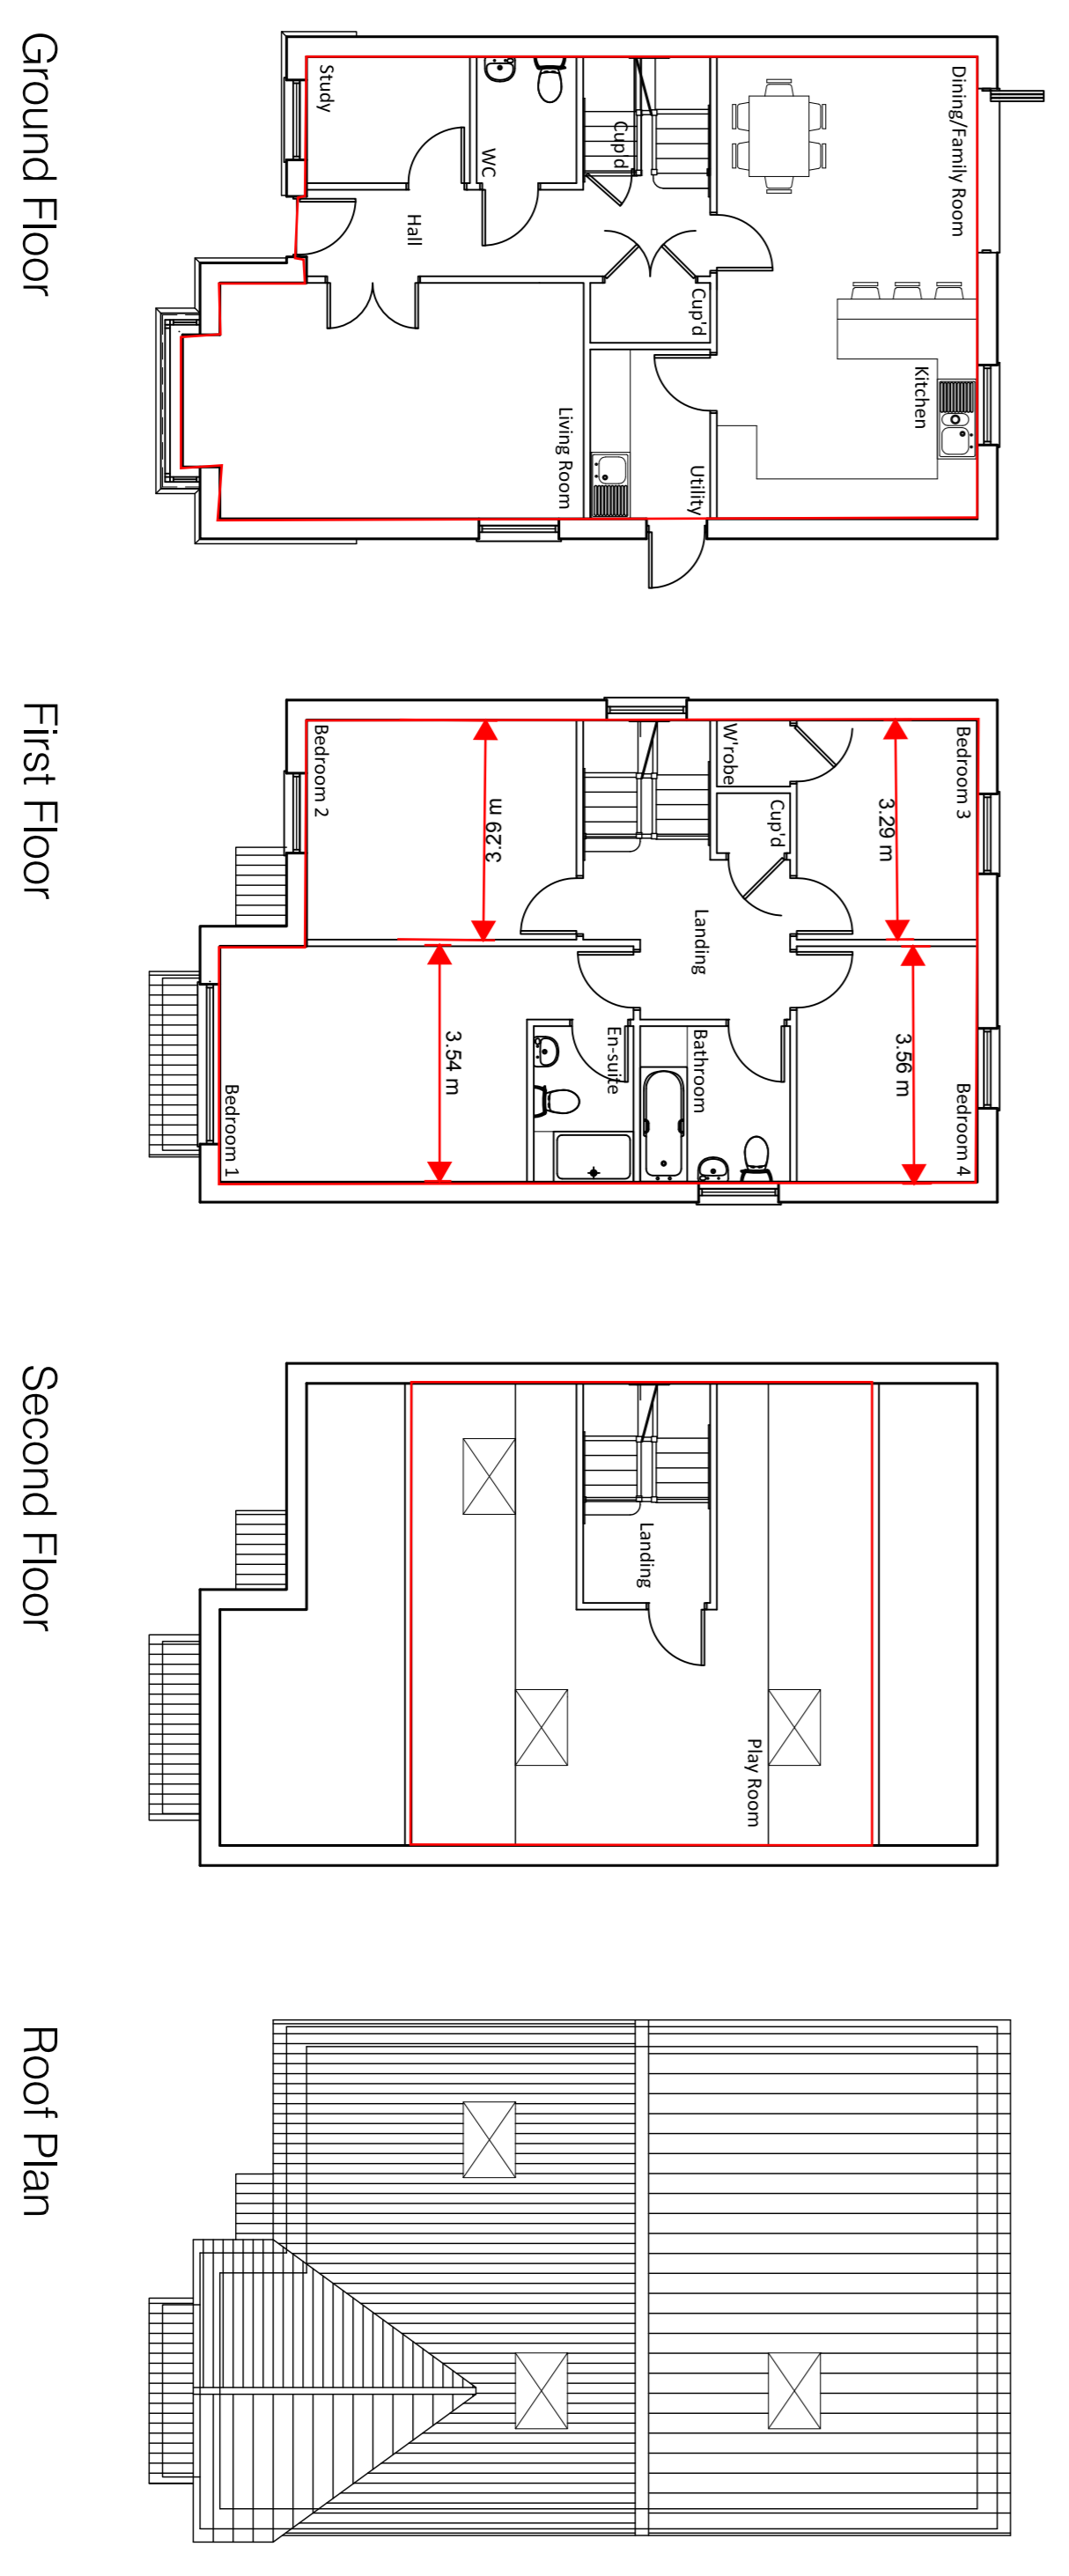 Ground Floor
Study
WC
Cup'd
Dining/Family Room
Hall
Cup'd
Kitchen
Living Room
Utility
First Floor
Bedroom 2
3.29 m
W'robe
Cup'd
3.29 m
Bedroom 3
Landing
3.54 m
En-suite
Bathroom
3.56 m
Bedroom 4
Bedroom 1
Second Floor
Landing
Play Room
Roof Plan